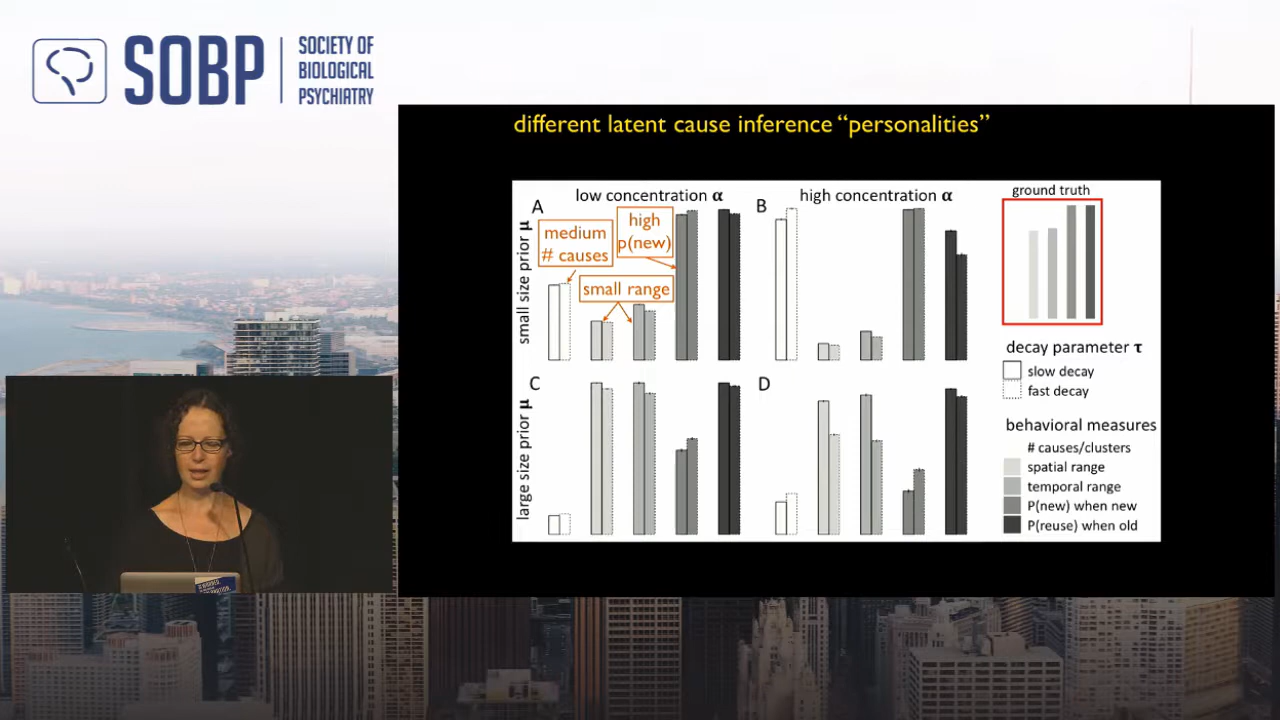 SOBP
SOCIETY OF
BIOLOGICAL
PSYCHIATRY
different latent cause inference “personalities”
low concentration α
high concentration α
ground truth
small size prior μ
large size prior μ
A
B
C
D
medium
# causes
high
p(new)
small range
decay parameter τ
slow decay
fast decay
behavioral measures
# causes/clusters
spatial range
temporal range
P(new) when new
P(reuse) when old